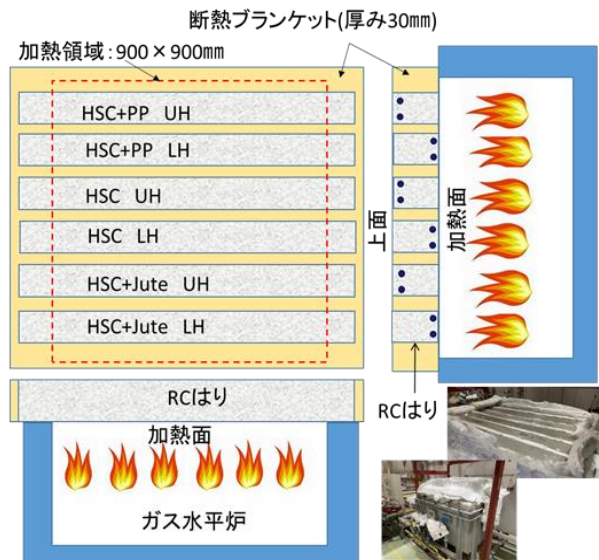 断熱ブランケット(厚み30㎜)
加熱領域:900×900㎜
HSC+PP UH
HSC+PP LH
HSC UH
HSC LH
HSC+Jute UH
HSC+Jute LH
上面
加熱面
RCはり
RCはり
加熱面
ガス水平炉